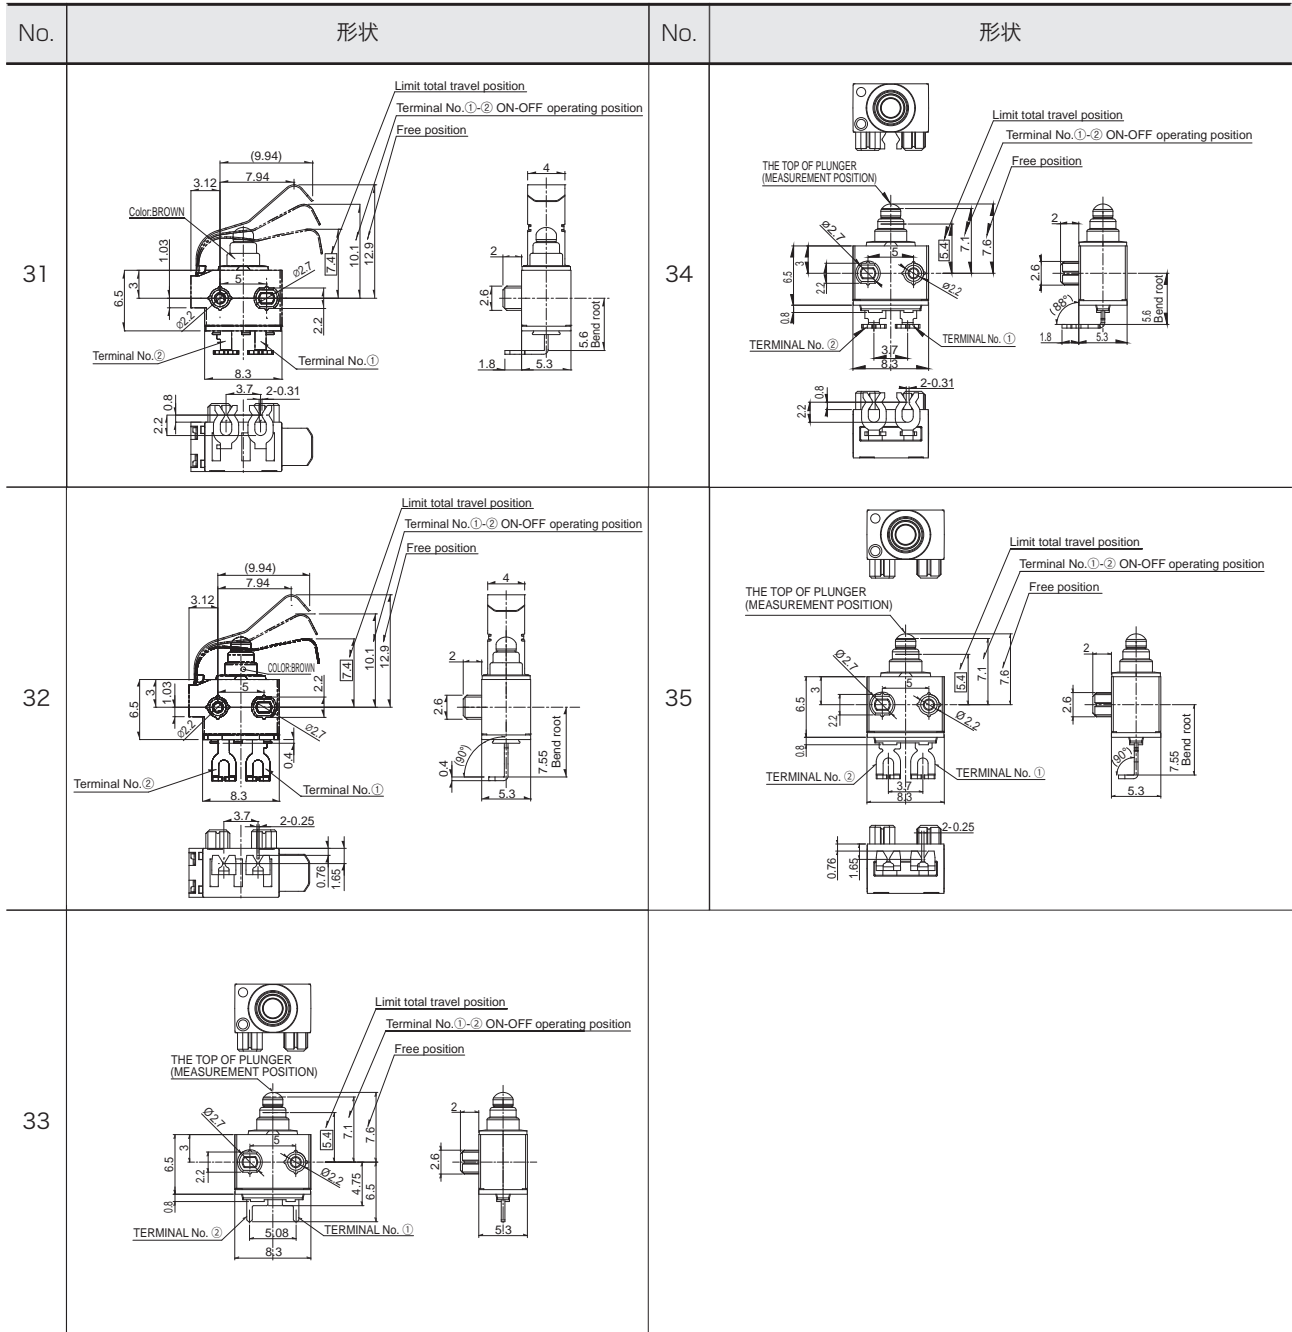 No.
形状
No.
形状
31
Limit total travel position
Terminal No.①-② ON-OFF operating position
Free position
(9.94)
7.94
3.12
Color:BROWN
1.03
6.5
3
5
ø2.7
7.4
10.1
12.9
ø2.2
2.2
Terminal No.②
Terminal No.①
8.3
4
2
2.6
5.6
Bend root
1.8
5.3
3.7
2-0.31
0.8
2.2
34
Limit total travel position
Terminal No.①-② ON-OFF operating position
Free position
THE TOP OF PLUNGER
(MEASUREMENT POSITION)
ø2.7
5
5.4
7.1
7.6
6.5
3
2.2
ø2.2
0.8
TERMINAL No. ②
TERMINAL No. ①
3.7
8.3
2
2.6
(88°)
5.6
Bend root
1.8
5.3
2-0.31
0.8
2.2
32
Limit total travel position
Terminal No.①-② ON-OFF operating position
Free position
(9.94)
7.94
3.12
COLOR:BROWN
6.5
3
1.03
5
2.2
7.4
10.1
12.9
ø2.2
ø2.7
0.4
Terminal No.②
Terminal No.①
8.3
4
2
2.6
(90°)
0.4
7.55
Bend root
5.3
3.7
2-0.25
0.76
1.65
35
Limit total travel position
Terminal No.①-② ON-OFF operating position
Free position
THE TOP OF PLUNGER
(MEASUREMENT POSITION)
Ø2.7
5
5.4
7.1
7.6
6.5
3
2.2
Ø2.2
0.8
TERMINAL No. ②
TERMINAL No. ①
3.7
8.3
2
2.6
(90°)
7.55
Bend root
5.3
2-0.25
0.76
1.65
33
Limit total travel position
Terminal No.①-② ON-OFF operating position
Free position
THE TOP OF PLUNGER
(MEASUREMENT POSITION)
Ø2.7
5
5.4
7.1
7.6
6.5
3
2.2
Ø2.2
4.75
6.5
0.8
TERMINAL No. ②
TERMINAL No. ①
5.08
8.3
2
2.6
5.3